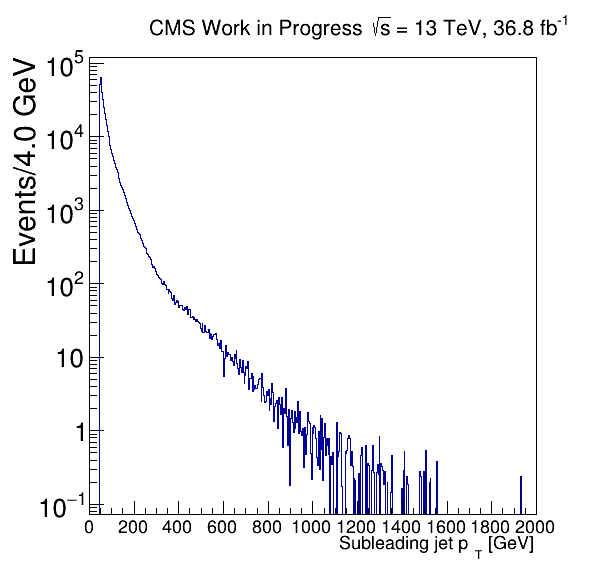 CMS Work in Progress √s = 13 TeV, 36.8 fb⁻¹
Events/4.0 GeV
10⁵
10⁴
10³
10²
10
1
10⁻¹
0 200 400 600 800 1000 1200 1400 1600 1800 2000
Subleading jet p_T [GeV]